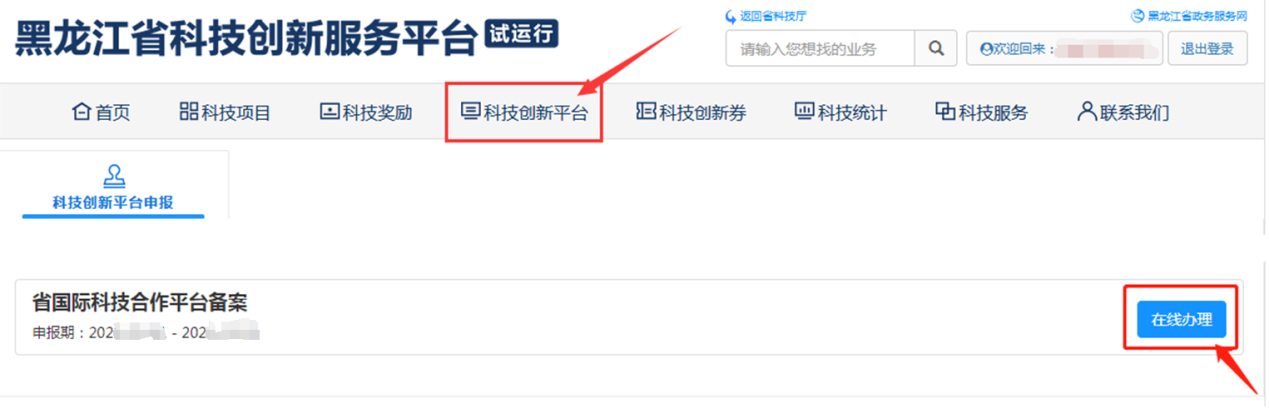 黑龙江省科技创新服务平台 试运行
返回省科技厅
黑龙江省政务服务网
请输入您想找的业务
欢迎回来：
退出登录
首页 科技项目 科技奖励 科技创新平台 科技创新券 科技统计 科技服务 联系我们
科技创新平台申报
省国际科技合作平台备案
申报期：202 - 202
在线办理